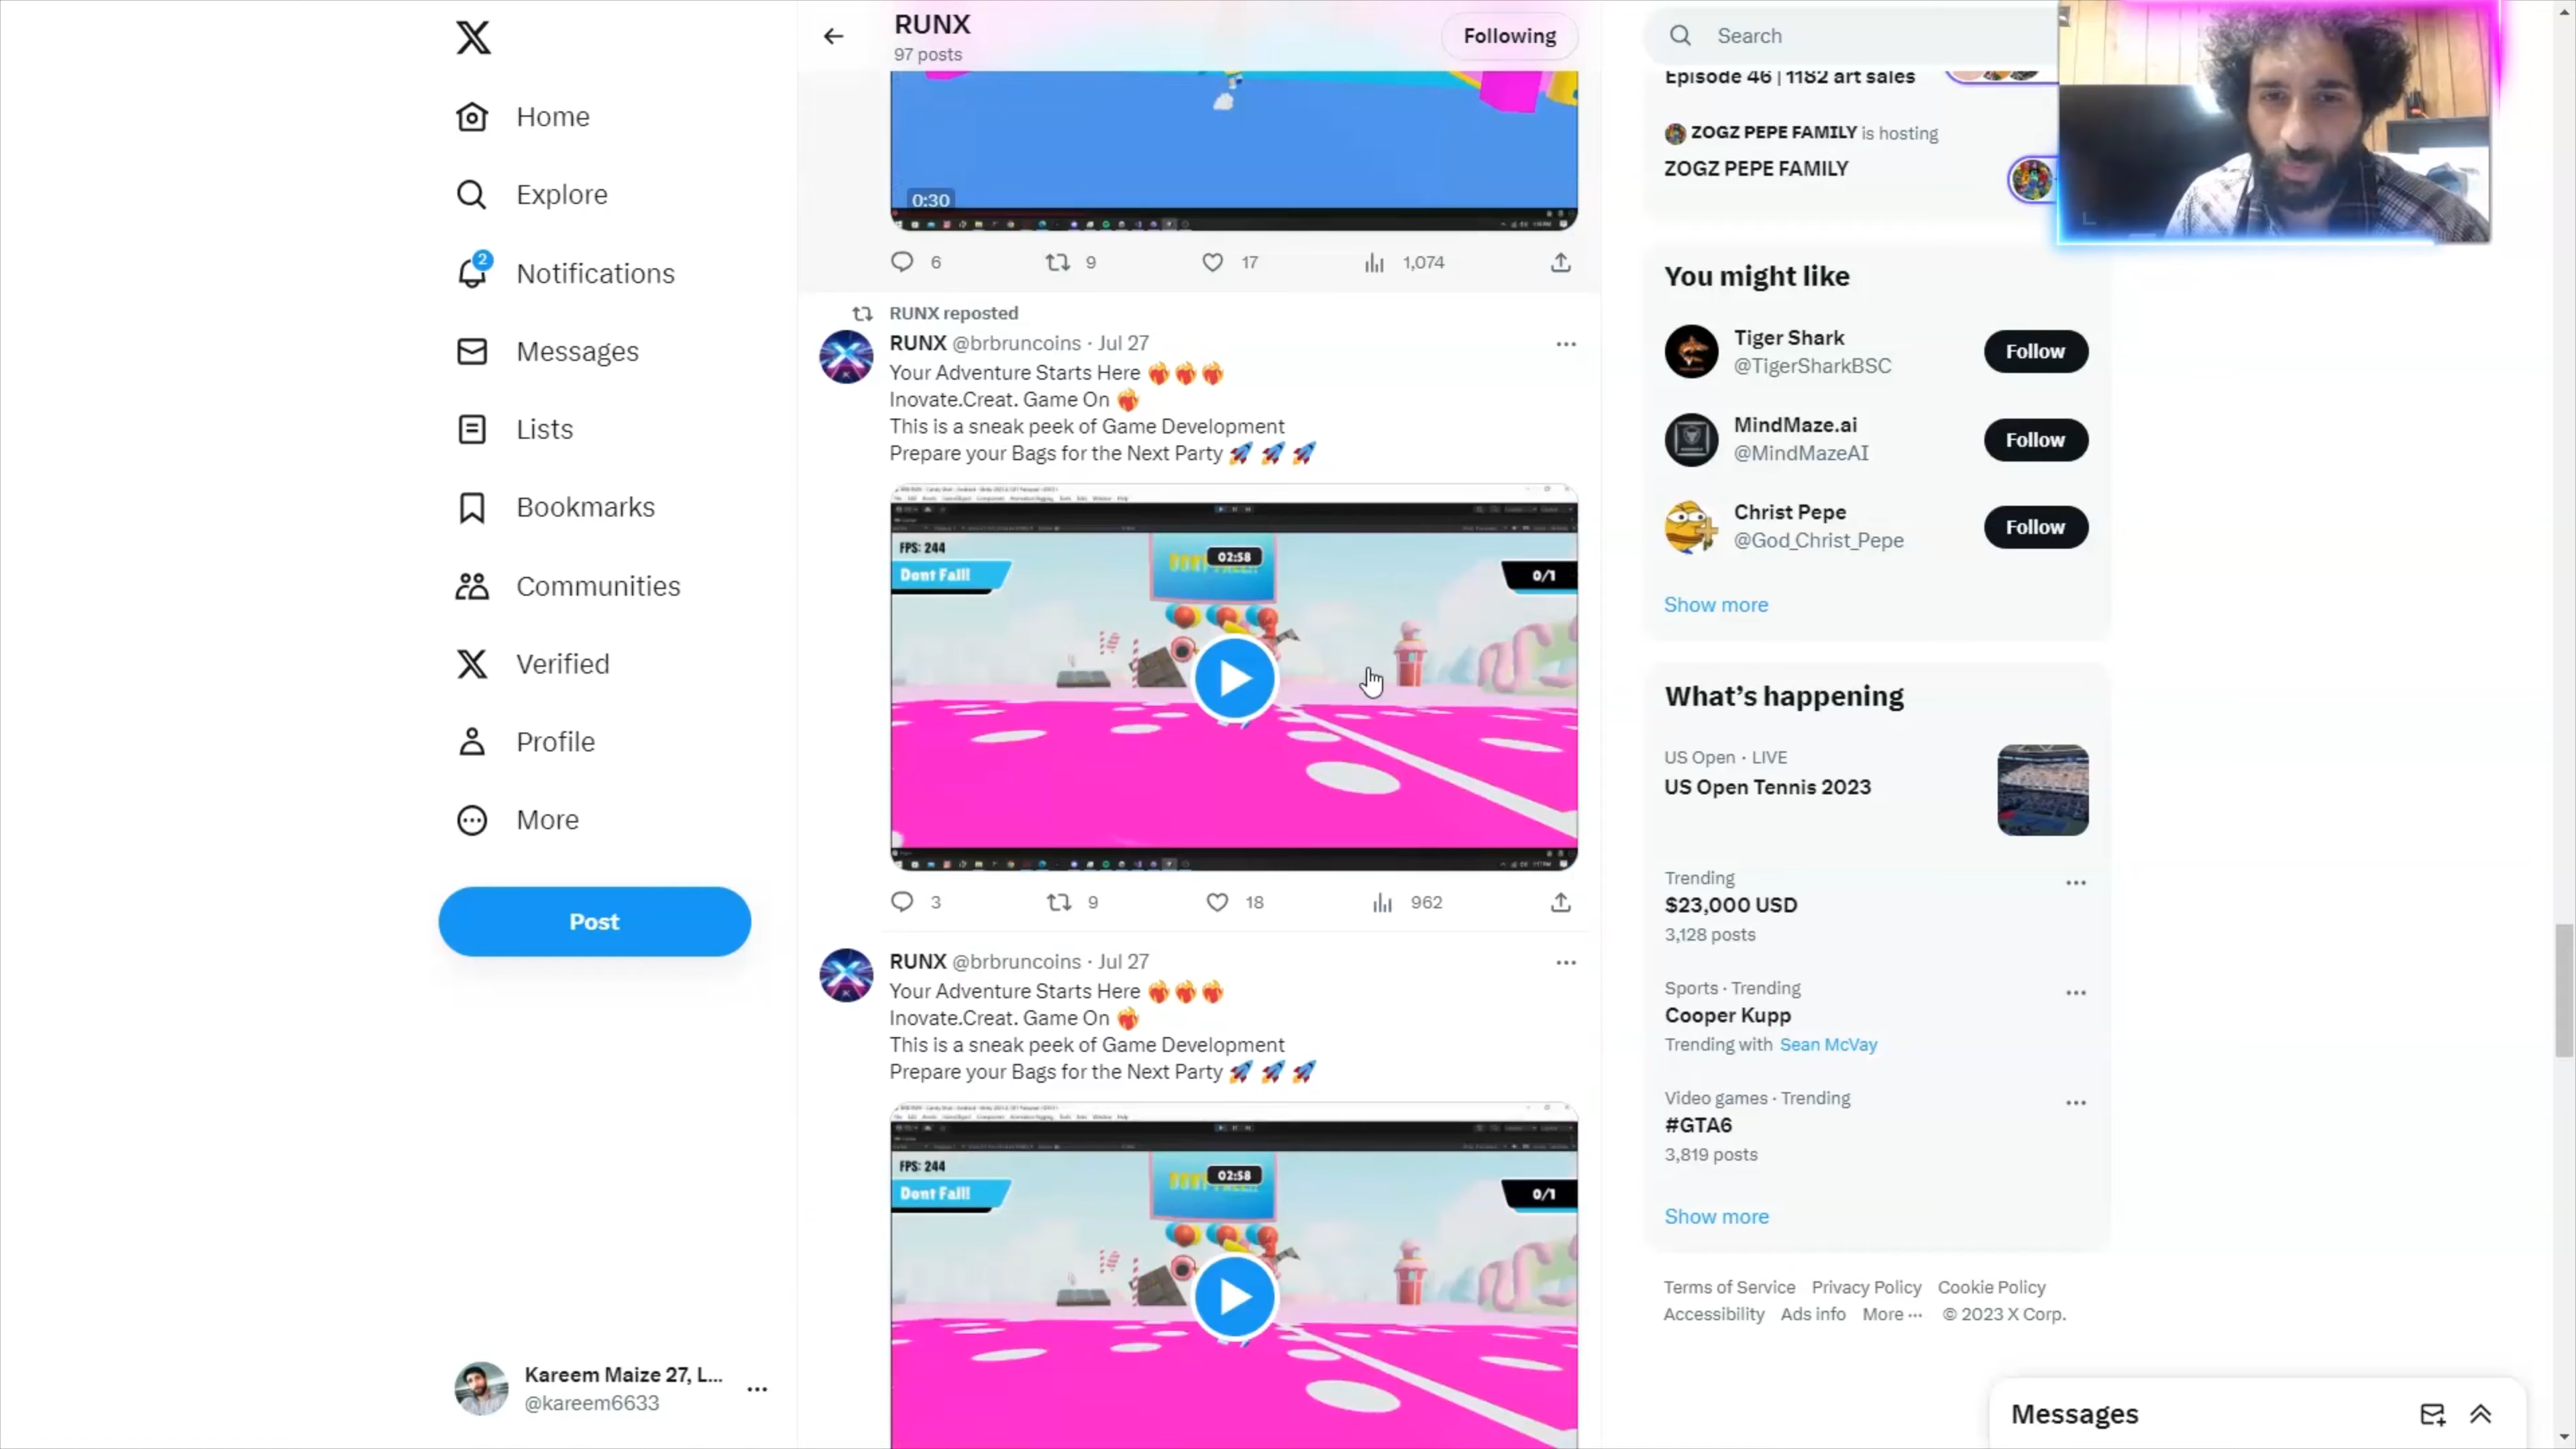 Home
Explore
2
Notifications
Messages
Lists
Bookmarks
Communities
Verified
Profile
More
Post
Kareem Maize 27, L...
@kareem6633
RUNX
97 posts
Following
0:30
6 9 17 1,074
RUNX reposted
RUNX @brbruncoins · Jul 27
Your Adventure Starts Here ❤️‍🔥❤️‍🔥❤️‍🔥
Inovate.Creat. Game On ❤️‍🔥
This is a sneak peek of Game Development
Prepare your Bags for the Next Party 🚀🚀🚀
FPS: 244
02:58
Dont Fall!
0/1
3 9 18 962
RUNX @brbruncoins · Jul 27
Your Adventure Starts Here ❤️‍🔥❤️‍🔥❤️‍🔥
Inovate.Creat. Game On ❤️‍🔥
This is a sneak peek of Game Development
Prepare your Bags for the Next Party 🚀🚀🚀
FPS: 244
02:58
Dont Fall!
0/1
Search
Episode 46 | 1182 art sales
ZOGZ PEPE FAMILY is hosting
ZOGZ PEPE FAMILY
You might like
Tiger Shark
@TigerSharkBSC
Follow
MindMaze.ai
@MindMazeAI
Follow
Christ Pepe
@God_Christ_Pepe
Follow
Show more
What's happening
US Open · LIVE
US Open Tennis 2023
Trending
$23,000 USD
3,128 posts
Sports · Trending
Cooper Kupp
Trending with Sean McVay
Video games · Trending
#GTA6
3,819 posts
Show more
Terms of Service Privacy Policy Cookie Policy
Accessibility Ads info More ··· © 2023 X Corp.
Messages